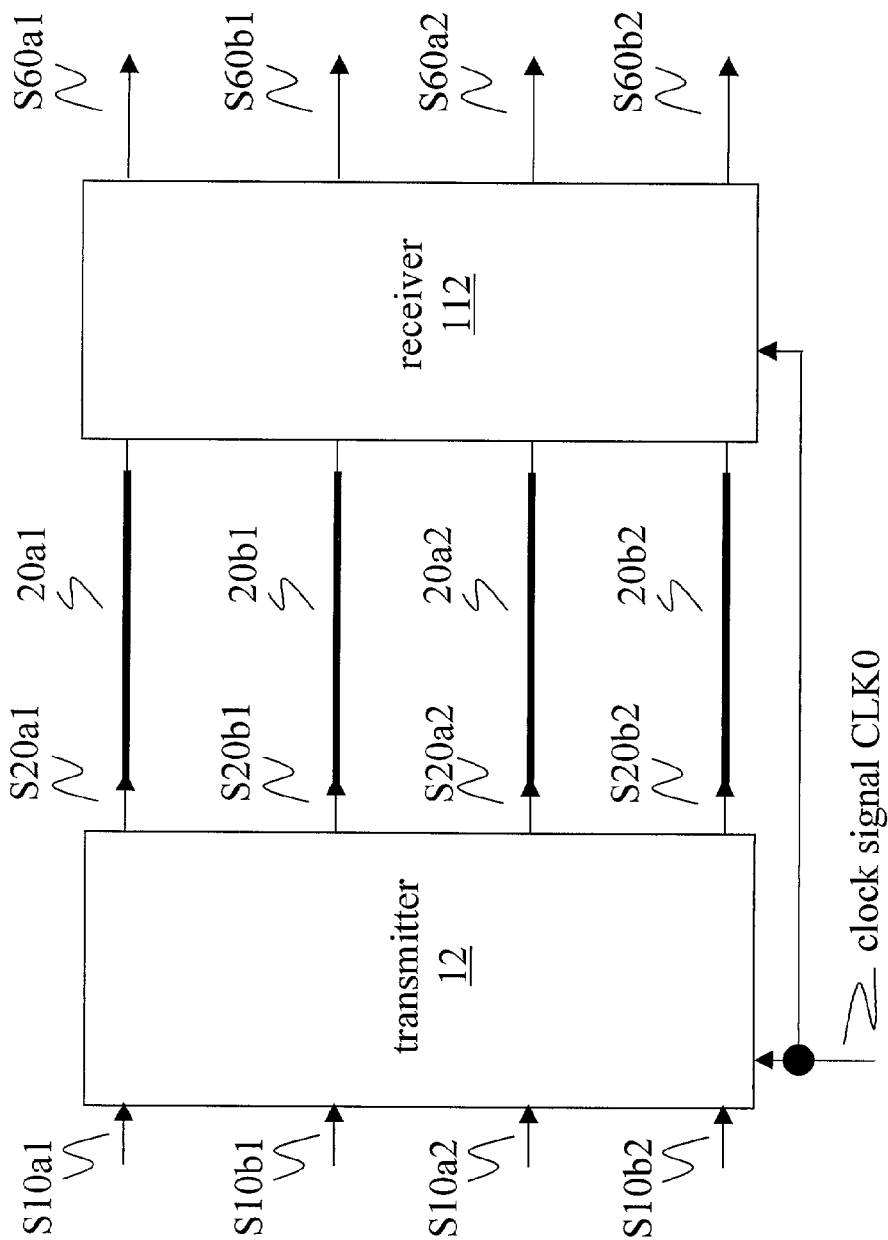 S10a1
S20a1
20a1
S60a1
S10b1
S20b1
20b1
S60b1
S10a2
S20a2
20a2
S60a2
S10b2
S20b2
20b2
S60b2
transmitter
12
receiver
112
clock signal CLK0